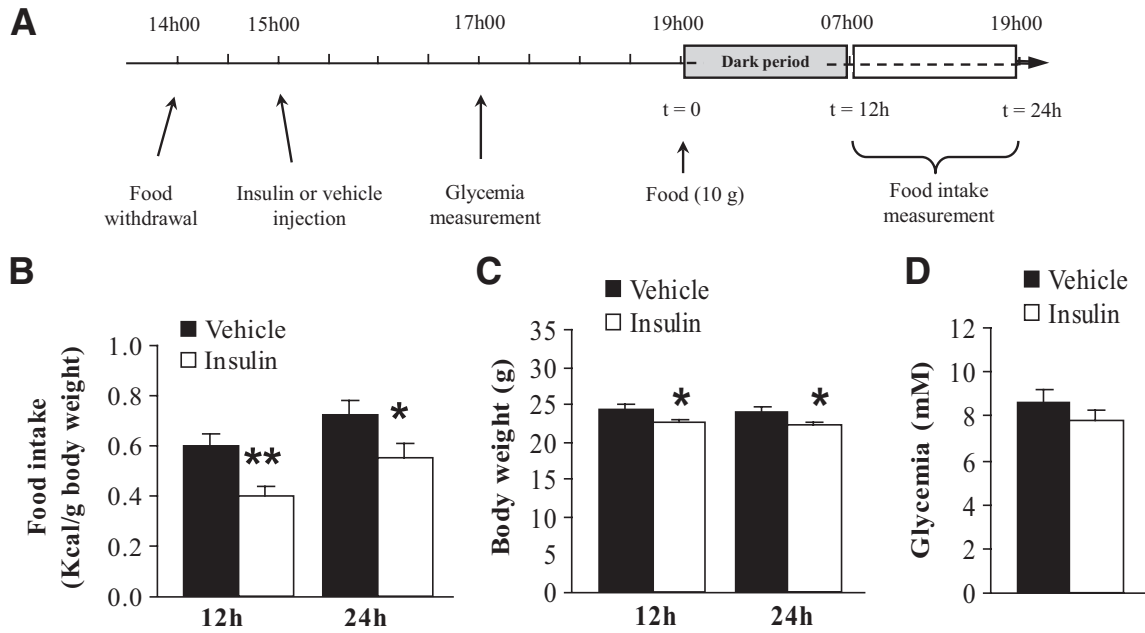 A
14h00 15h00 17h00 19h00 07h00 19h00
Dark period
t = 0 t = 12h t = 24h
Food
withdrawal
Insulin or vehicle
injection
Glycemia
measurement
Food (10 g)
Food intake
measurement
B
Vehicle
Insulin
Food intake
(Kcal/g body weight)
1.0
0.8
0.6
0.4
0.2
0.0
**
*
12h 24h
C
Vehicle
Insulin
Body weight (g)
35
30
25
20
15
10
5
0
* *
12h 24h
D
Vehicle
Insulin
Glycemia (mM)
12
10
8
6
4
2
0